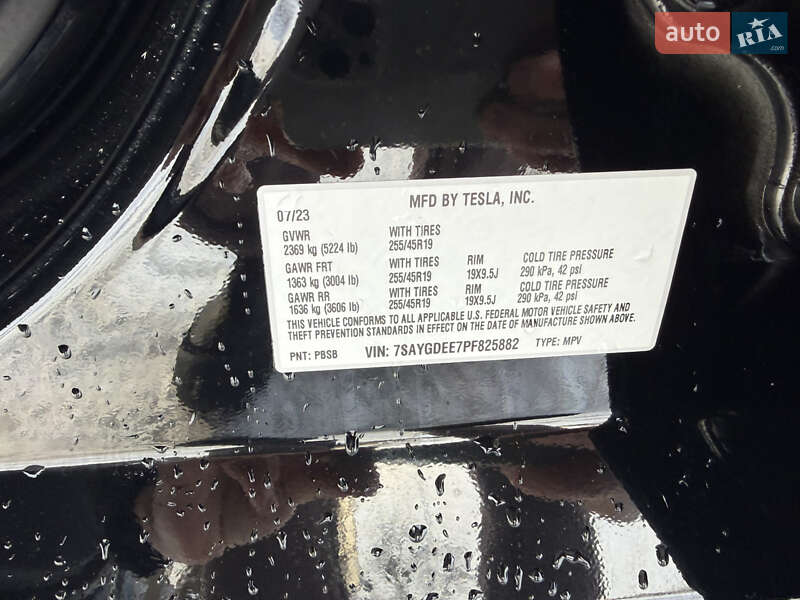 auto RIA.com
MFD BY TESLA, INC.
07/23
GVWR WITH TIRES
2369 kg (5224 lb) 255/45R19
GAWR FRT WITH TIRES RIM COLD TIRE PRESSURE
1363 kg (3004 lb) 255/45R19 19X9.5J 290 kPa, 42 psi
GAWR RR WITH TIRES RIM COLD TIRE PRESSURE
1636 kg (3606 lb) 255/45R19 19X9.5J 290 kPa, 42 psi
THIS VEHICLE CONFORMS TO ALL APPLICABLE U.S. FEDERAL MOTOR VEHICLE SAFETY AND
THEFT PREVENTION STANDARDS IN EFFECT ON THE DATE OF MANUFACTURE SHOWN ABOVE.
PNT: PBSB VIN: 7SAYGDEE7PF825882 TYPE: MPV